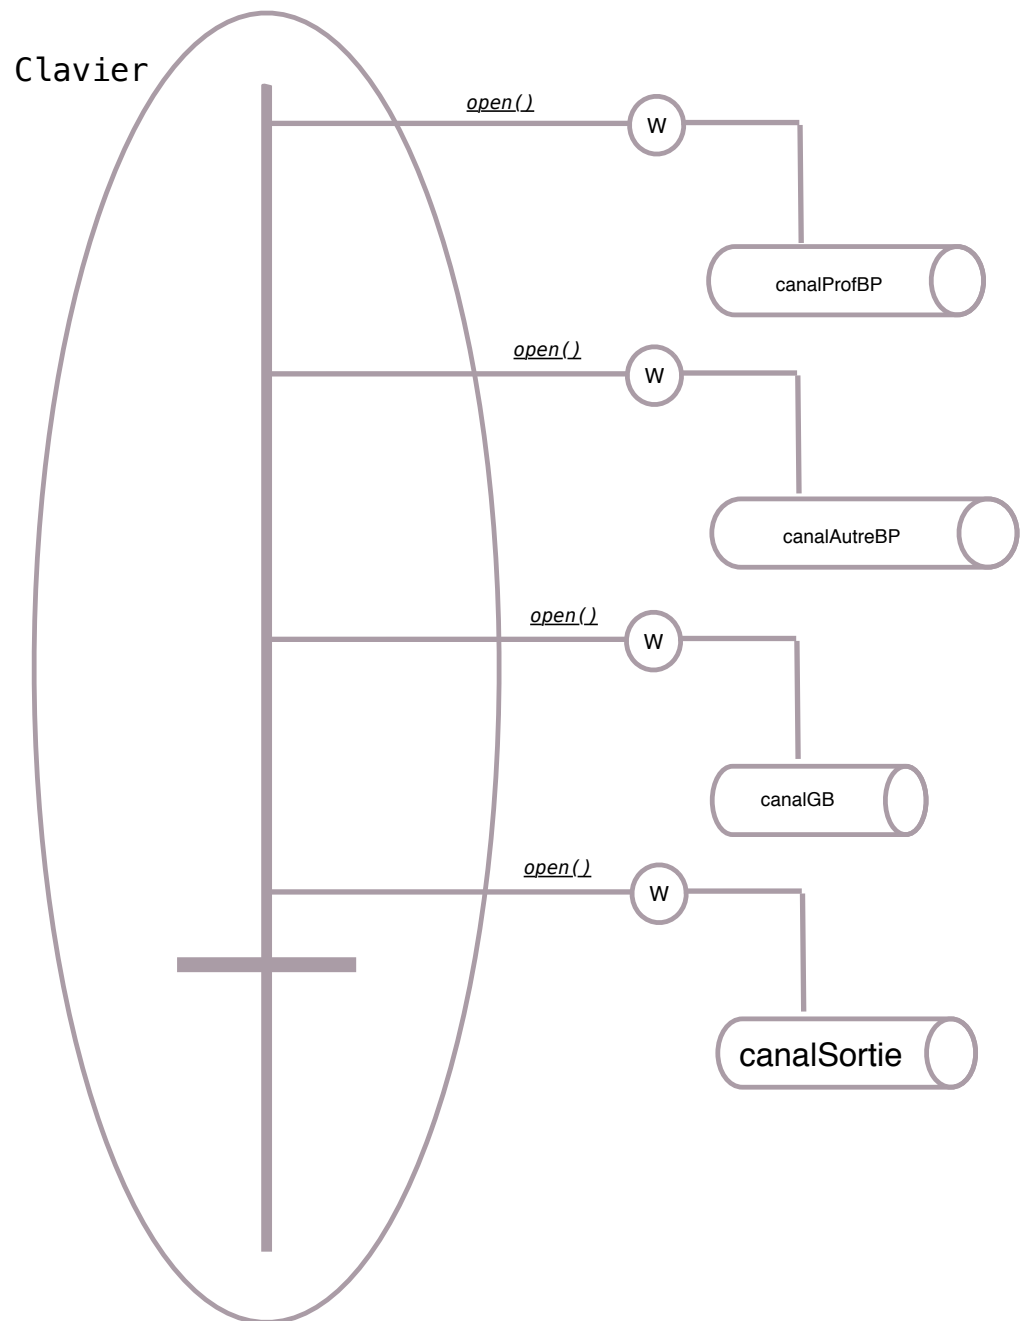 Clavier
open()
W
canalProfBP
open()
W
canalAutreBP
open()
W
canalGB
open()
W
canalSortie